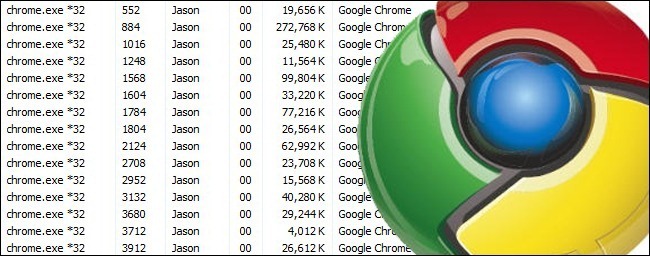 chrome.exe *32 552 Jason 00 19,656 K Google Chrome
chrome.exe *32 884 Jason 00 272,768 K Google Chrome
chrome.exe *32 1016 Jason 00 25,480 K Google Chr
chrome.exe *32 1248 Jason 00 11,564 K Google
chrome.exe *32 1568 Jason 00 99,804 K Google
chrome.exe *32 1604 Jason 00 33,220 K Goog
chrome.exe *32 1784 Jason 00 77,216 K Goo
chrome.exe *32 1804 Jason 00 26,564 K Goo
chrome.exe *32 2124 Jason 00 62,992 K Goo
chrome.exe *32 2708 Jason 00 23,708 K Goo
chrome.exe *32 2952 Jason 00 15,568 K Goog
chrome.exe *32 3132 Jason 00 40,280 K Goog
chrome.exe *32 3680 Jason 00 29,244 K Google
chrome.exe *32 3712 Jason 00 4,012 K Google C
chrome.exe *32 3912 Jason 00 26,612 K Google Chr